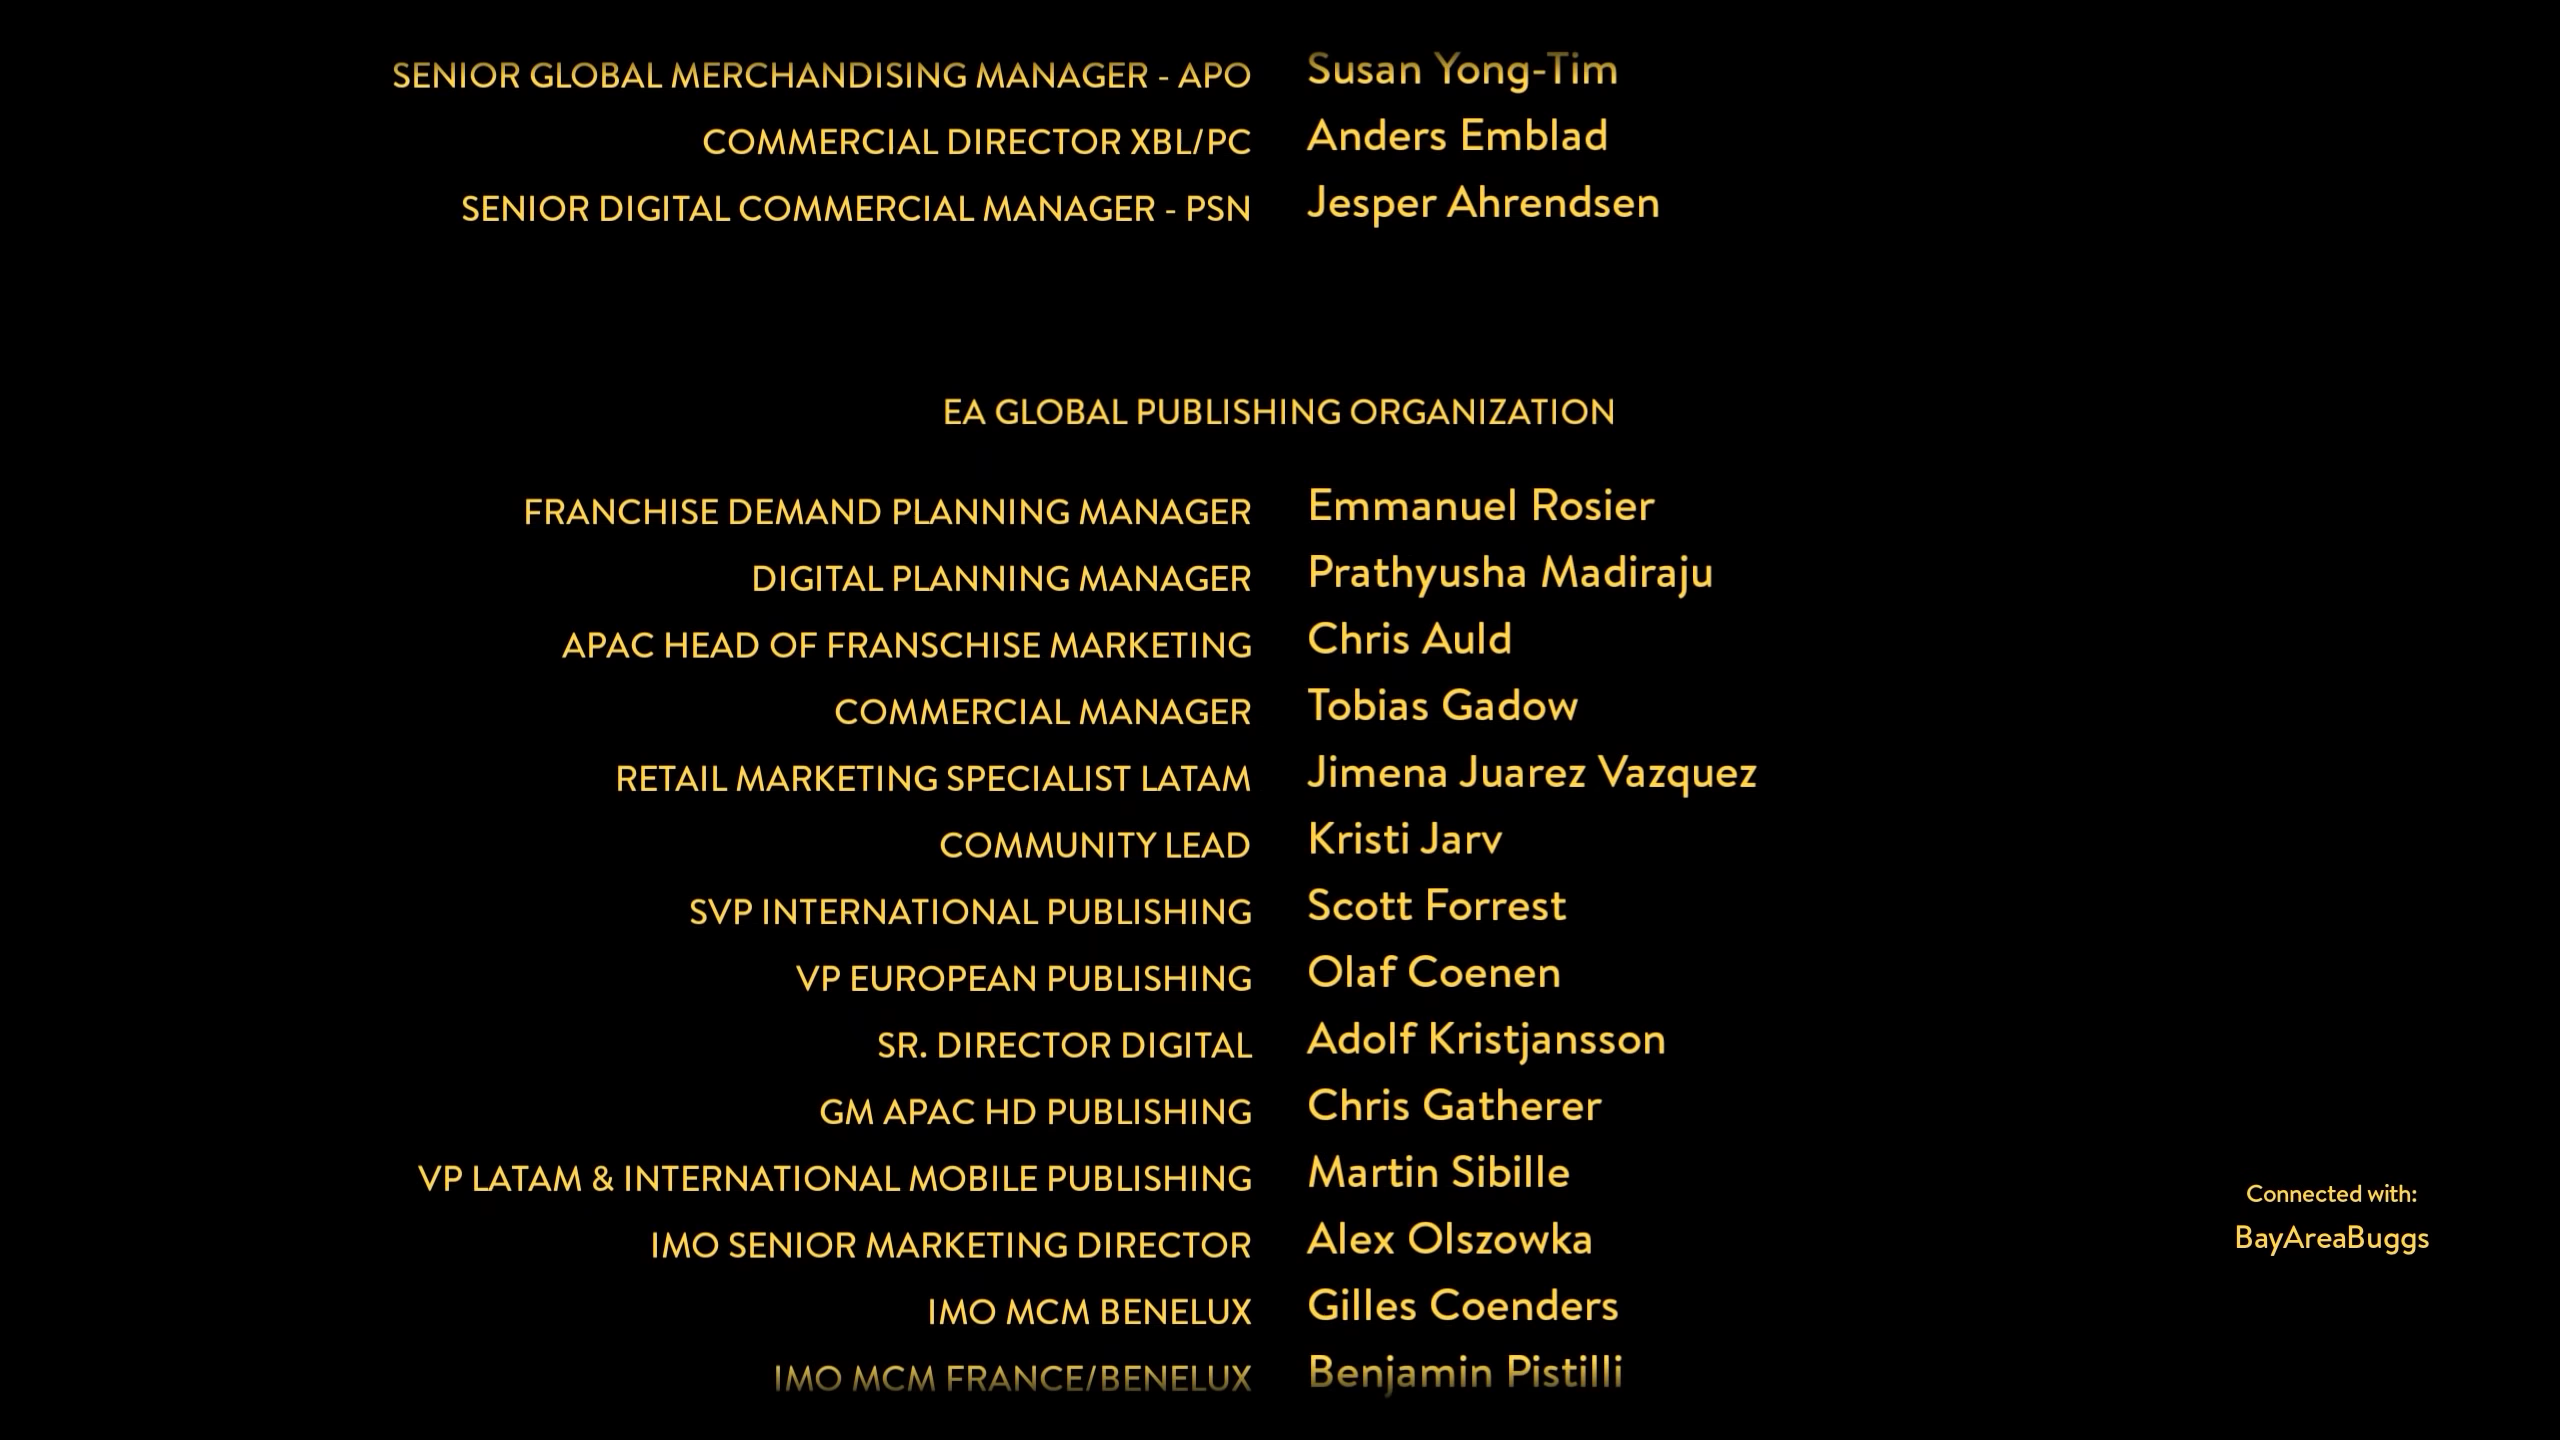 SENIOR GLOBAL MERCHANDISING MANAGER - APO Susan Yong-Tim
COMMERCIAL DIRECTOR XBL/PC Anders Emblad
SENIOR DIGITAL COMMERCIAL MANAGER - PSN Jesper Ahrendsen
EA GLOBAL PUBLISHING ORGANIZATION
FRANCHISE DEMAND PLANNING MANAGER Emmanuel Rosier
DIGITAL PLANNING MANAGER Prathyusha Madiraju
APAC HEAD OF FRANSCHISE MARKETING Chris Auld
COMMERCIAL MANAGER Tobias Gadow
RETAIL MARKETING SPECIALIST LATAM Jimena Juarez Vazquez
COMMUNITY LEAD Kristi Jarv
SVP INTERNATIONAL PUBLISHING Scott Forrest
VP EUROPEAN PUBLISHING Olaf Coenen
SR. DIRECTOR DIGITAL Adolf Kristjansson
GM APAC HD PUBLISHING Chris Gatherer
VP LATAM & INTERNATIONAL MOBILE PUBLISHING Martin Sibille
IMO SENIOR MARKETING DIRECTOR Alex Olszowka
IMO MCM BENELUX Gilles Coenders
IMO MCM FRANCE/BENELUX Benjamin Pistilli
Connected with:
BayAreaBuggs